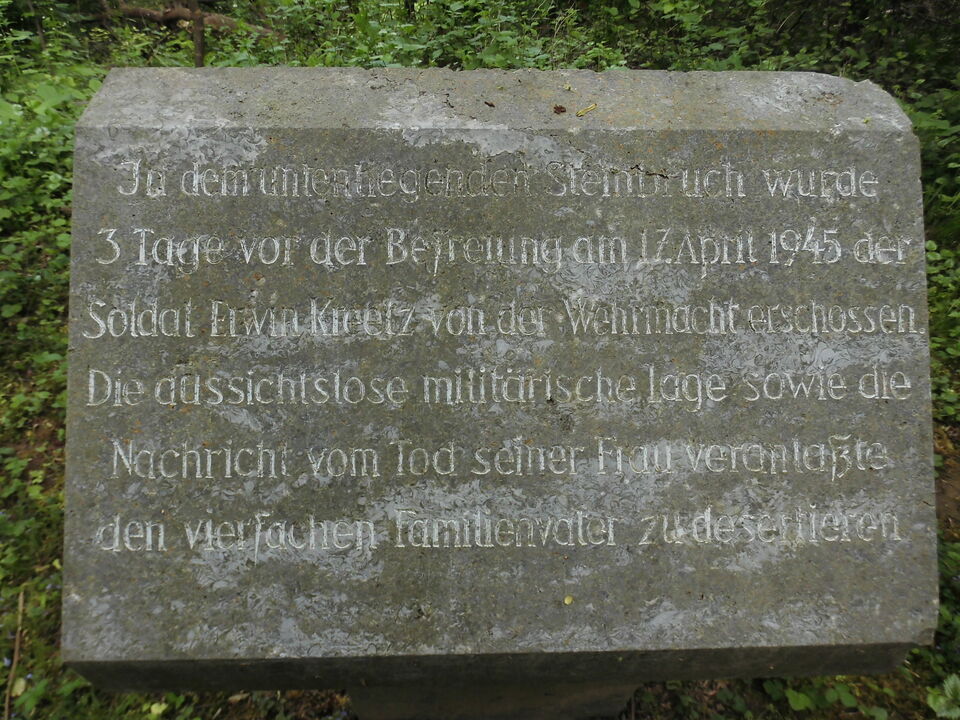 In dem untenliegenden Steinbruch wurde
3 Tage vor der Befreiung am 17. April 1945 der
Soldat Erwin Kreetz von der Wehrmacht erschossen.
Die aussichtslose militärische Lage sowie die
Nachricht vom Tod seiner Frau veranlaßte
den vierfachen Familienvater zu desertieren